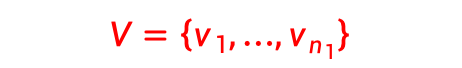 V = {v₁,...,vₙ₁}